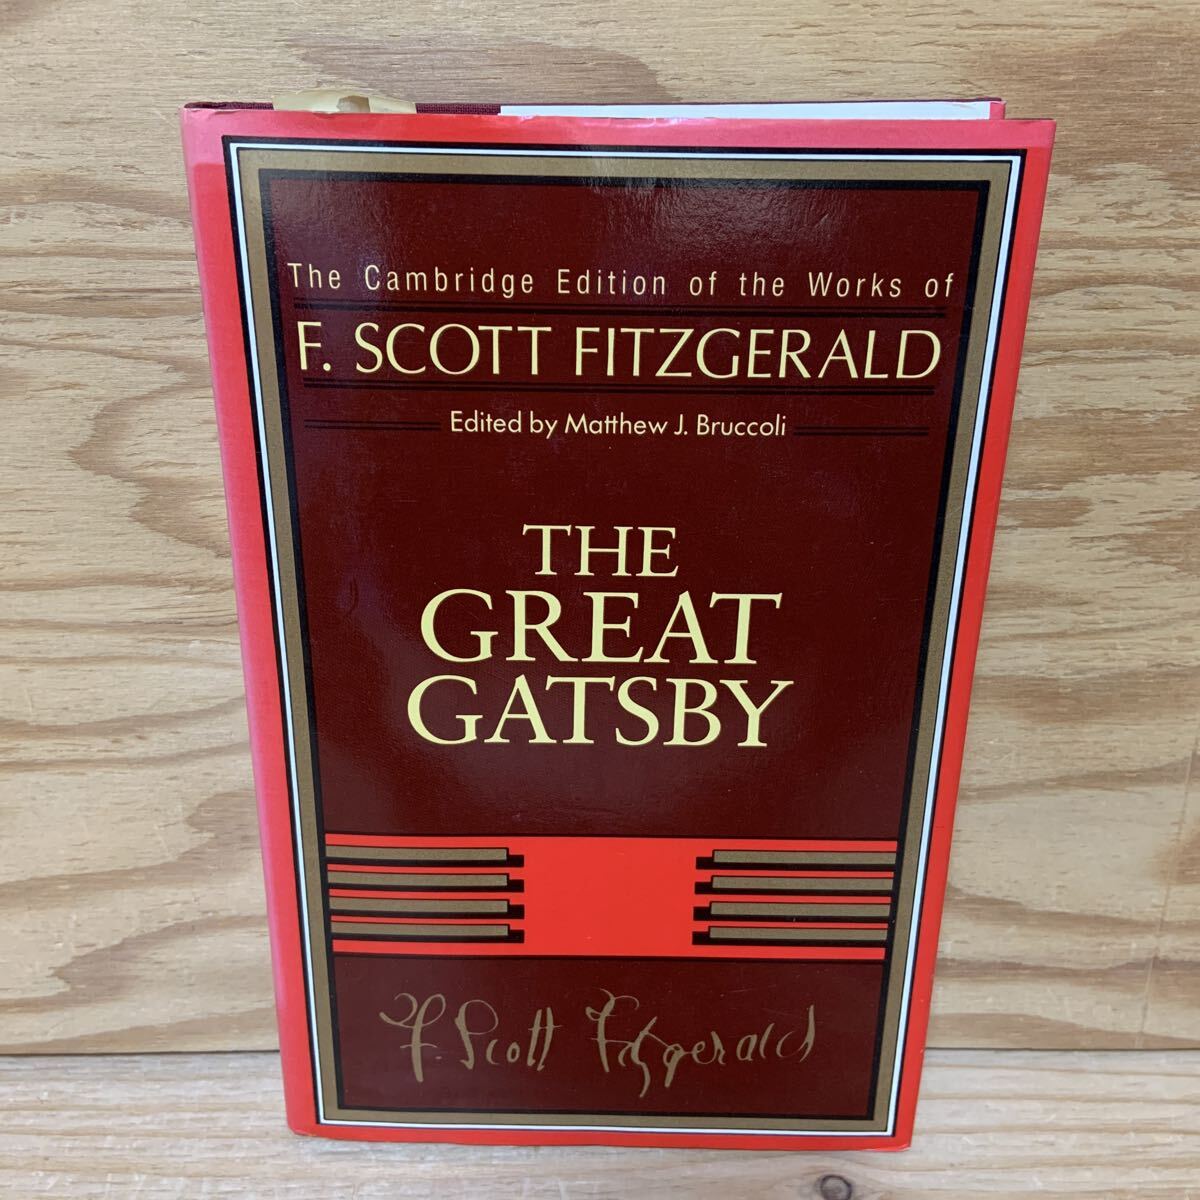 The Cambridge Edition of the Works of
F. SCOTT FITZGERALD
Edited by Matthew J. Bruccoli
THE
GREAT
GATSBY
F. Scott Fitzgerald